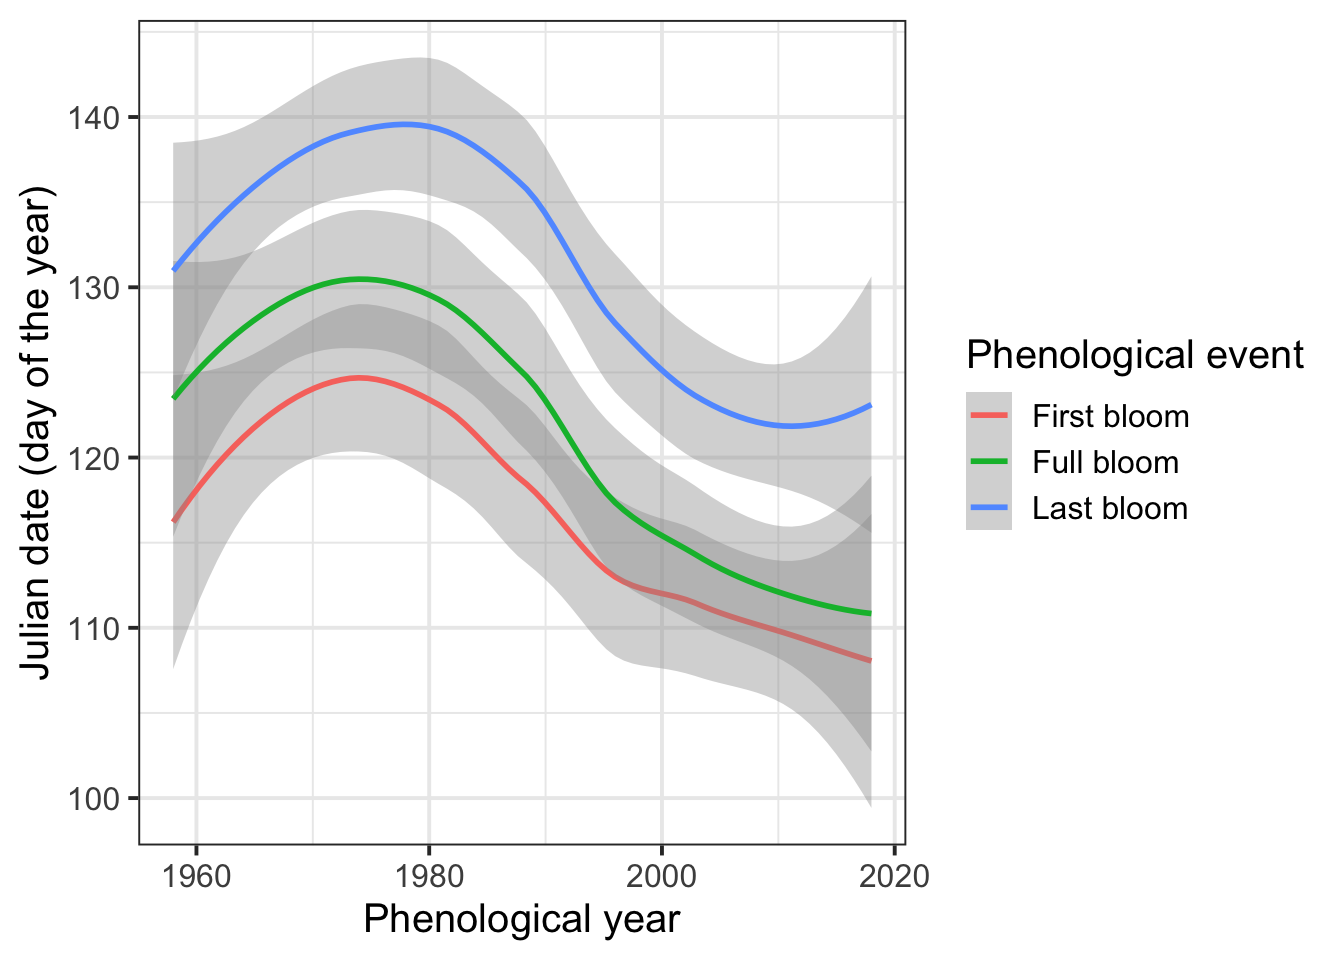 Julian date (day of the year)
140
130
120
110
100
1960
1980
2000
2020
Phenological year
Phenological event
First bloom
Full bloom
Last bloom